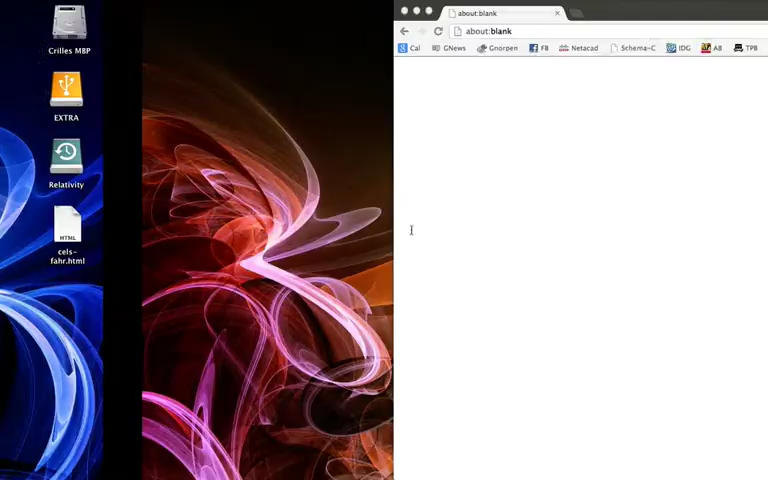 Crilles MBP
EXTRA
Relativity
HTML
cels-
fahr.html
about:blank
about:blank
Cal
GNews
Gnorpen
FB
Netacad
Schema-C
IDG
AB
TPB